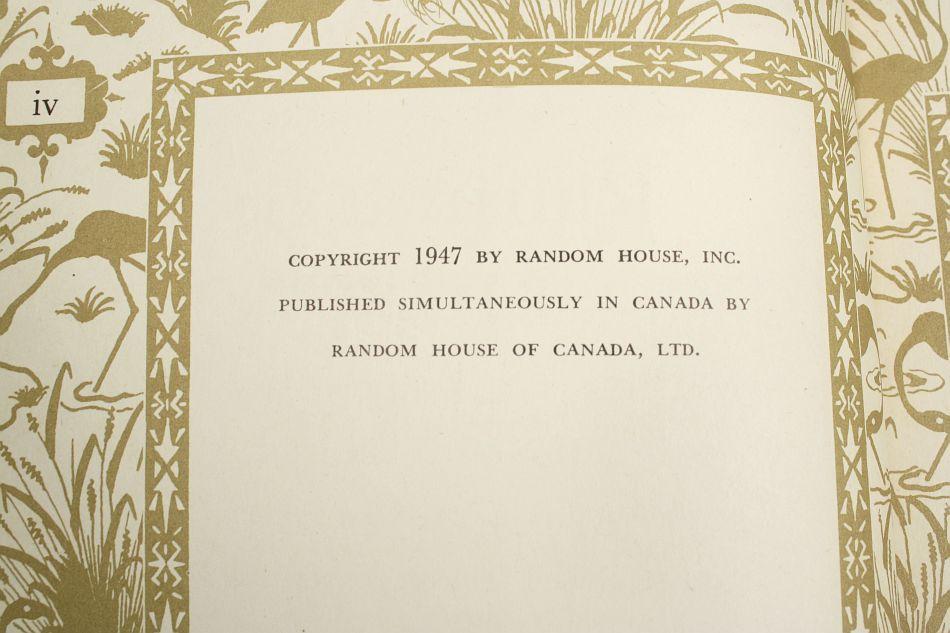 iv
COPYRIGHT 1947 BY RANDOM HOUSE, INC.
PUBLISHED SIMULTANEOUSLY IN CANADA BY
RANDOM HOUSE OF CANADA, LTD.